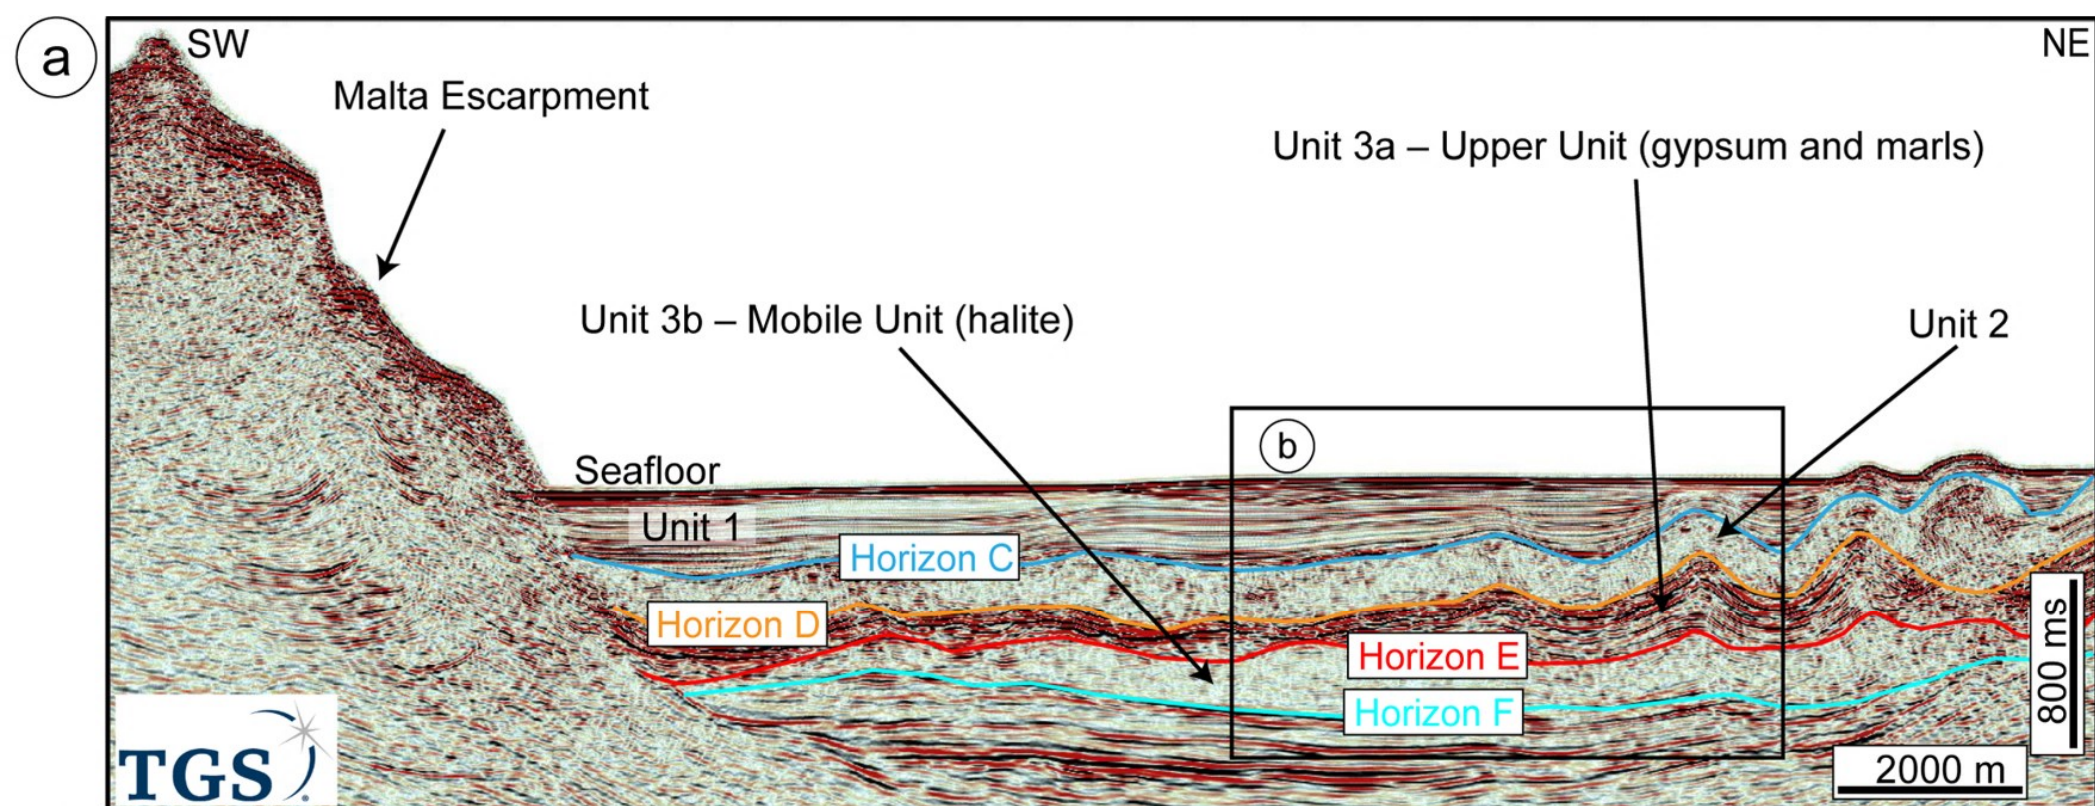 a
SW
NE
Malta Escarpment
Unit 3a – Upper Unit (gypsum and marls)
Unit 3b – Mobile Unit (halite)
Unit 2
b
Seafloor
Unit 1
Horizon C
Horizon D
Horizon E
Horizon F
800 ms
2000 m
TGS